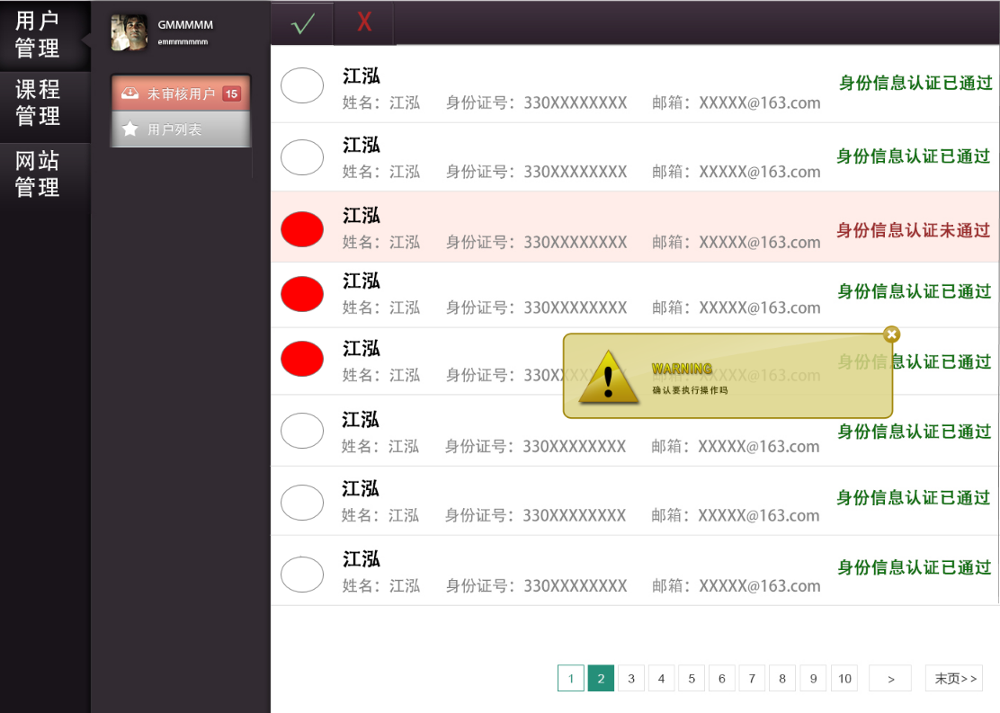 用户
管理
课程
管理
网站
管理
GMMMMM
emmmmmmm
未审核用户 15
用户列表
√ X
江泓
姓名：江泓 身份证号：330XXXXXXXX 邮箱：XXXXX@163.com 身份信息认证已通过
江泓
姓名：江泓 身份证号：330XXXXXXXX 邮箱：XXXXX@163.com 身份信息认证已通过
江泓
姓名：江泓 身份证号：330XXXXXXXX 邮箱：XXXXX@163.com 身份信息认证未通过
江泓
姓名：江泓 身份证号：330XXXXXXXX 邮箱：XXXXX@163.com 身份信息认证已通过
江泓
姓名：江泓 身份证号：330XXXXXXXX 邮箱：XXXXX@163.com 身份信息认证已通过
WARNING
确认要执行操作吗
江泓
姓名：江泓 身份证号：330XXXXXXXX 邮箱：XXXXX@163.com 身份信息认证已通过
江泓
姓名：江泓 身份证号：330XXXXXXXX 邮箱：XXXXX@163.com 身份信息认证已通过
江泓
姓名：江泓 身份证号：330XXXXXXXX 邮箱：XXXXX@163.com 身份信息认证已通过
1 2 3 4 5 6 7 8 9 10 > 末页>>